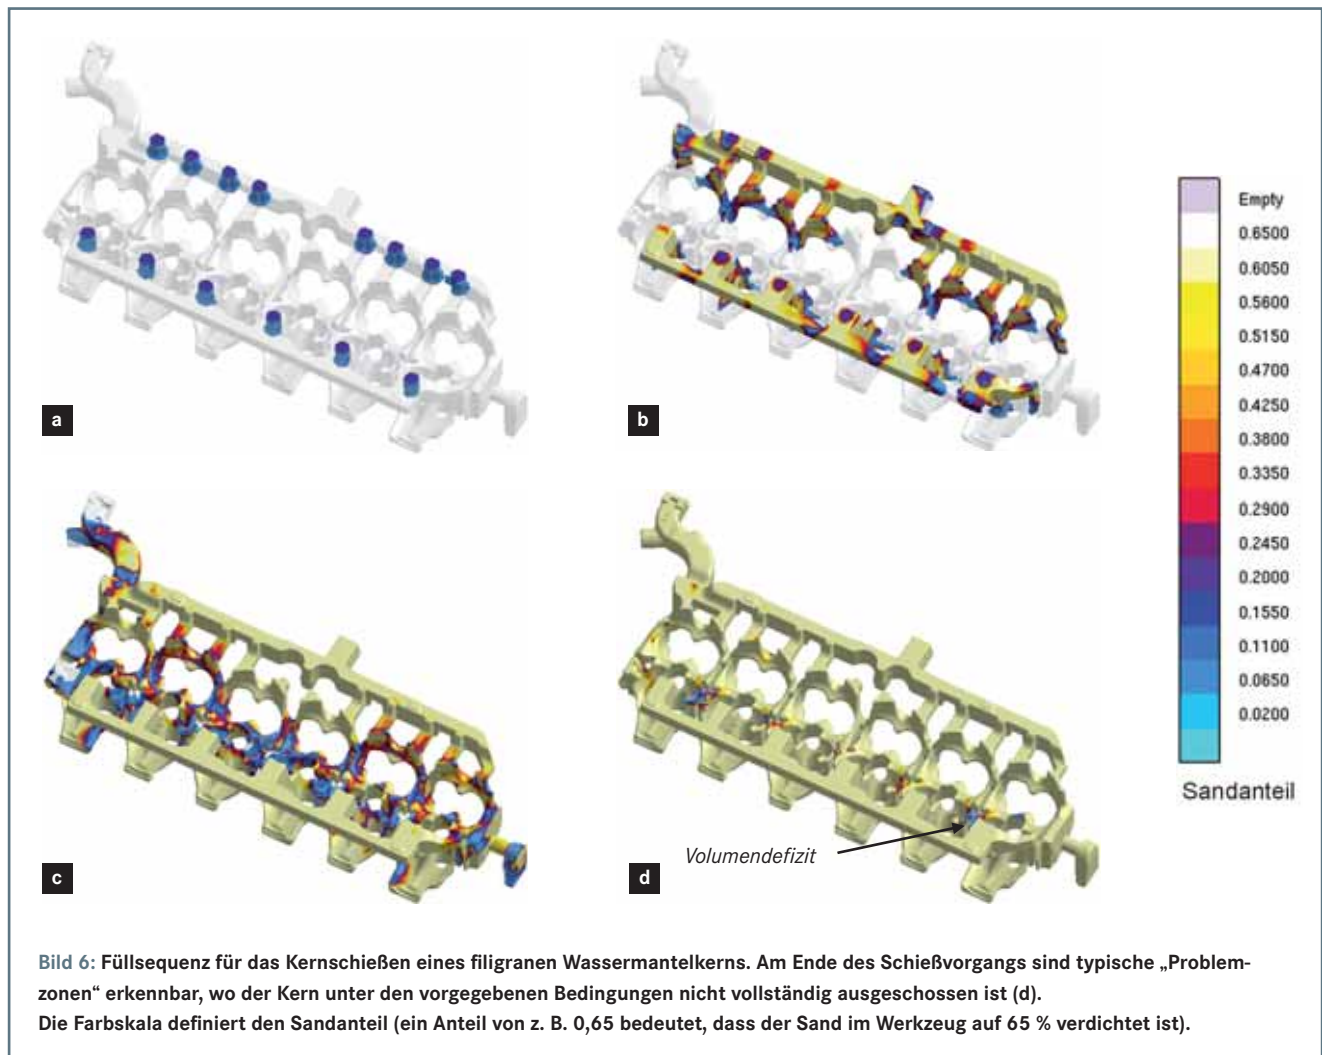 a
b
c
d
Volumendefizit
Empty
0.6500
0.6050
0.5600
0.5150
0.4700
0.4250
0.3800
0.3350
0.2900
0.2450
0.2000
0.1550
0.1100
0.0650
0.0200
Sandanteil
Bild 6: Füllsequenz für das Kernschießen eines filigranen Wassermantelkerns. Am Ende des Schießvorgangs sind typische „Problem-
zonen“ erkennbar, wo der Kern unter den vorgegebenen Bedingungen nicht vollständig ausgeschossen ist (d).
Die Farbskala definiert den Sandanteil (ein Anteil von z. B. 0,65 bedeutet, dass der Sand im Werkzeug auf 65 % verdichtet ist).